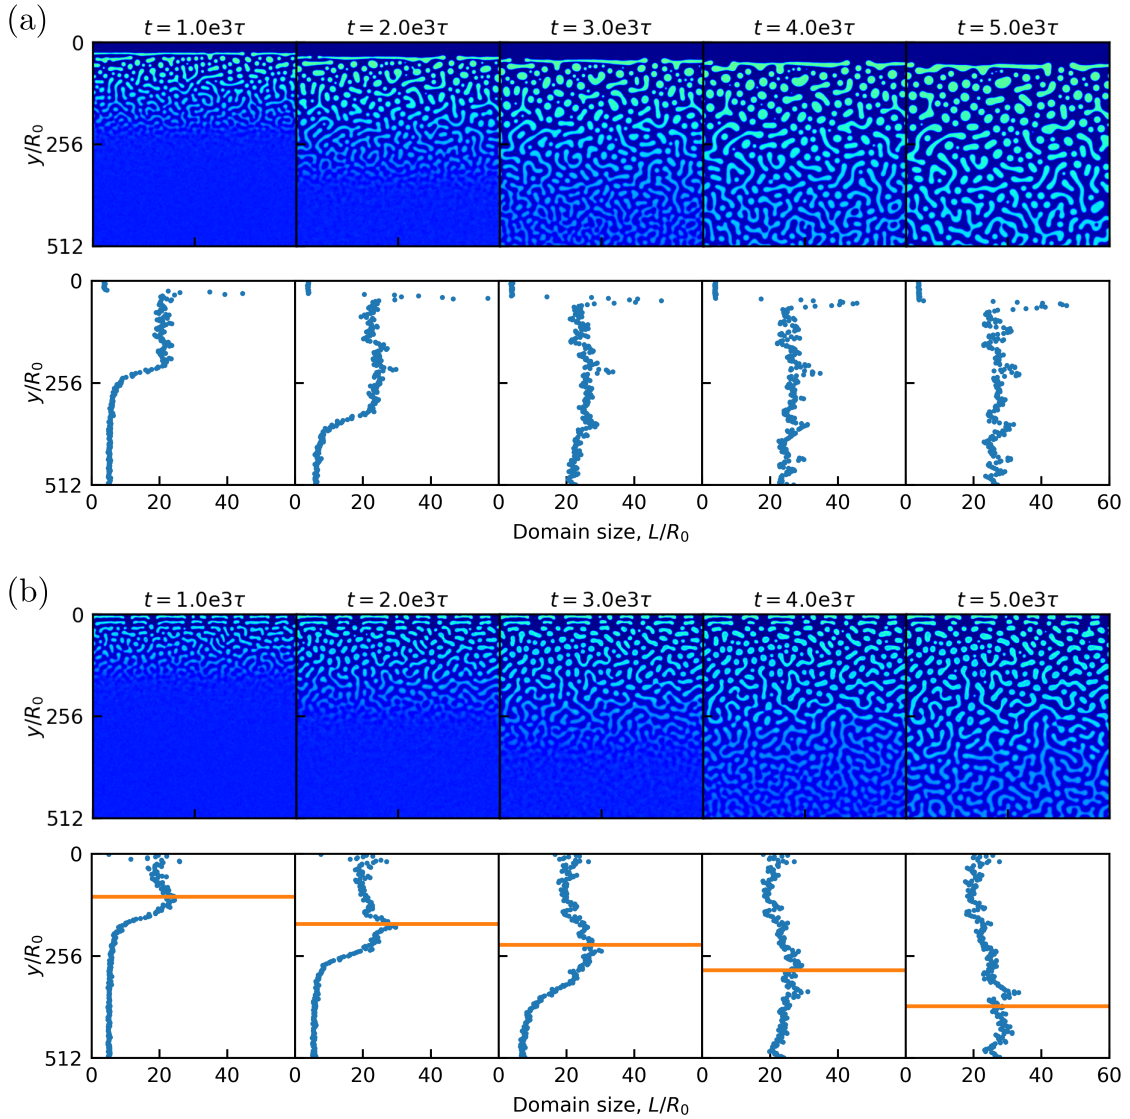 (a)
t = 1.0e3τ t = 2.0e3τ t = 3.0e3τ t = 4.0e3τ t = 5.0e3τ
0
256
512
y/R₀
0
256
512
y/R₀
0 20 40 0 20 40 0 20 40 0 20 40 0 20 40 60
Domain size, L/R₀
(b)
t = 1.0e3τ t = 2.0e3τ t = 3.0e3τ t = 4.0e3τ t = 5.0e3τ
0
256
512
y/R₀
0
256
512
y/R₀
0 20 40 0 20 40 0 20 40 0 20 40 0 20 40 60
Domain size, L/R₀